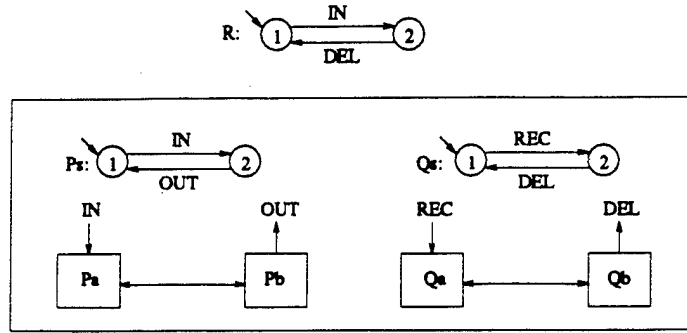 IN
R: 1 2
DEL
IN REC
Ps: 1 2 Qs: 1 2
OUT DEL
IN OUT REC DEL
Pa Pb Qa Qb